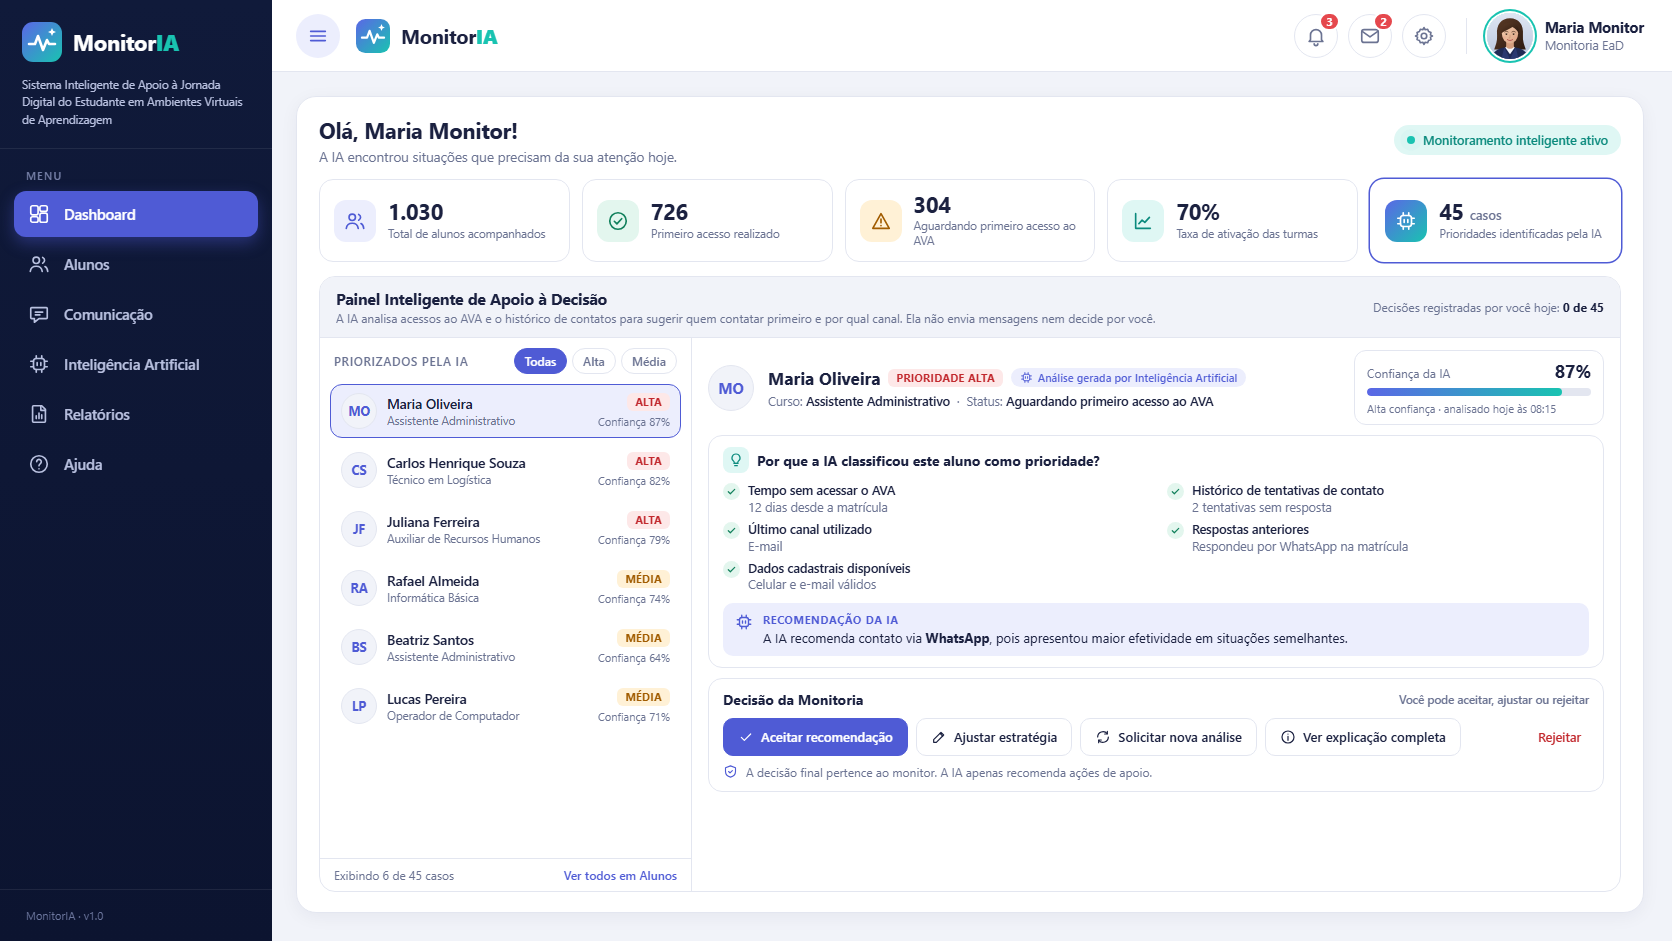 MonitorIA
Sistema Inteligente de Apoio à Jornada
Digital do Estudante em Ambientes Virtuais
de Aprendizagem
MENU
Dashboard
Alunos
Comunicação
Inteligência Artificial
Relatórios
Ajuda
MonitorIA · v1.0
MonitorIA
3
2
Maria Monitor
Monitoria EaD
Olá, Maria Monitor!
A IA encontrou situações que precisam da sua atenção hoje.
Monitoramento inteligente ativo
1.030
Total de alunos acompanhados
726
Primeiro acesso realizado
304
Aguardando primeiro acesso ao
AVA
70%
Taxa de ativação das turmas
45 casos
Prioridades identificadas pela IA
Painel Inteligente de Apoio à Decisão
A IA analisa acessos ao AVA e o histórico de contatos para sugerir quem contatar primeiro e por qual canal. Ela não envia mensagens nem decide por você.
Decisões registradas por você hoje: 0 de 45
PRIORIZADOS PELA IA
Todas
Alta
Média
MO
Maria Oliveira
Assistente Administrativo
ALTA
Confiança 87%
CS
Carlos Henrique Souza
Técnico em Logística
ALTA
Confiança 82%
JF
Juliana Ferreira
Auxiliar de Recursos Humanos
ALTA
Confiança 79%
RA
Rafael Almeida
Informática Básica
MÉDIA
Confiança 74%
BS
Beatriz Santos
Assistente Administrativo
MÉDIA
Confiança 64%
LP
Lucas Pereira
Operador de Computador
MÉDIA
Confiança 71%
Exibindo 6 de 45 casos
Ver todos em Alunos
MO
Maria Oliveira
PRIORIDADE ALTA
Análise gerada por Inteligência Artificial
Curso: Assistente Administrativo · Status: Aguardando primeiro acesso ao AVA
Confiança da IA
87%
Alta confiança · analisado hoje às 08:15
Por que a IA classificou este aluno como prioridade?
Tempo sem acessar o AVA
12 dias desde a matrícula
Histórico de tentativas de contato
2 tentativas sem resposta
Último canal utilizado
E-mail
Respostas anteriores
Respondeu por WhatsApp na matrícula
Dados cadastrais disponíveis
Celular e e-mail válidos
RECOMENDAÇÃO DA IA
A IA recomenda contato via WhatsApp, pois apresentou maior efetividade em situações semelhantes.
Decisão da Monitoria
Você pode aceitar, ajustar ou rejeitar
Aceitar recomendação
Ajustar estratégia
Solicitar nova análise
Ver explicação completa
Rejeitar
A decisão final pertence ao monitor. A IA apenas recomenda ações de apoio.